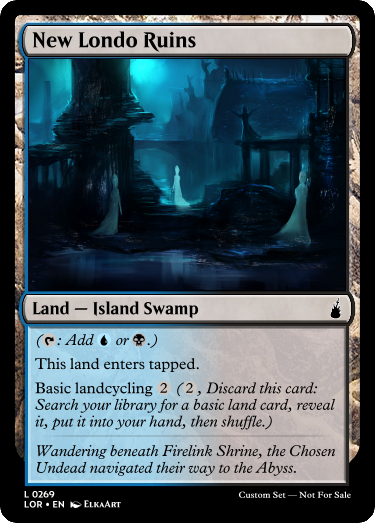 New Londo Ruins
Land — Island Swamp
(: Add or .)
This land enters tapped.
Basic landcycling 2 (2, Discard this card:
Search your library for a basic land card, reveal
it, put it into your hand, then shuffle.)
Wandering beneath Firelink Shrine, the Chosen
Undead navigated their way to the Abyss.
L 0269
LOR • EN ElkaArt
Custom Set — Not For Sale